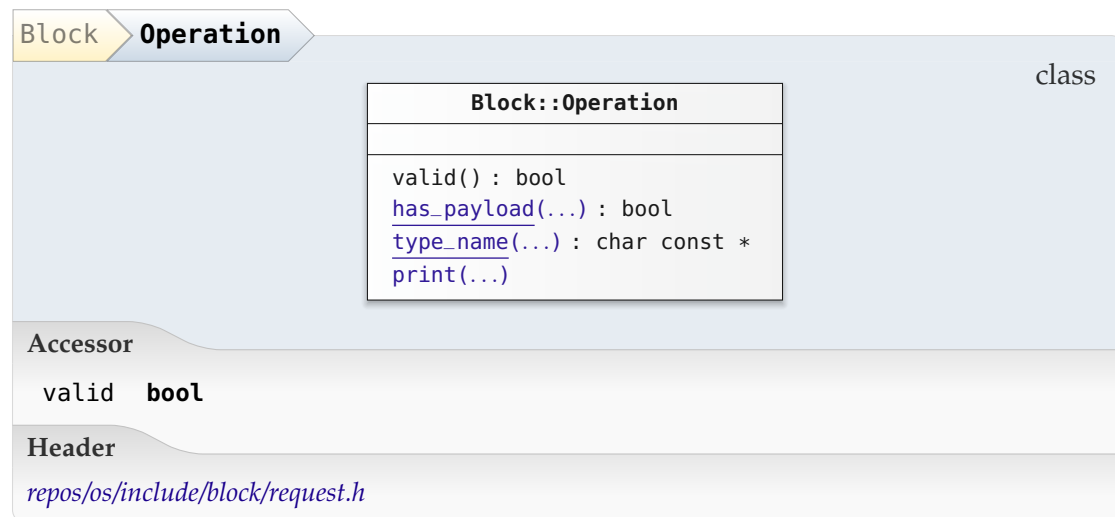 Block Operation
class
Block::Operation
valid() : bool
has_payload(...) : bool
type_name(...) : char const *
print(...)
Accessor
valid bool
Header
repos/os/include/block/request.h